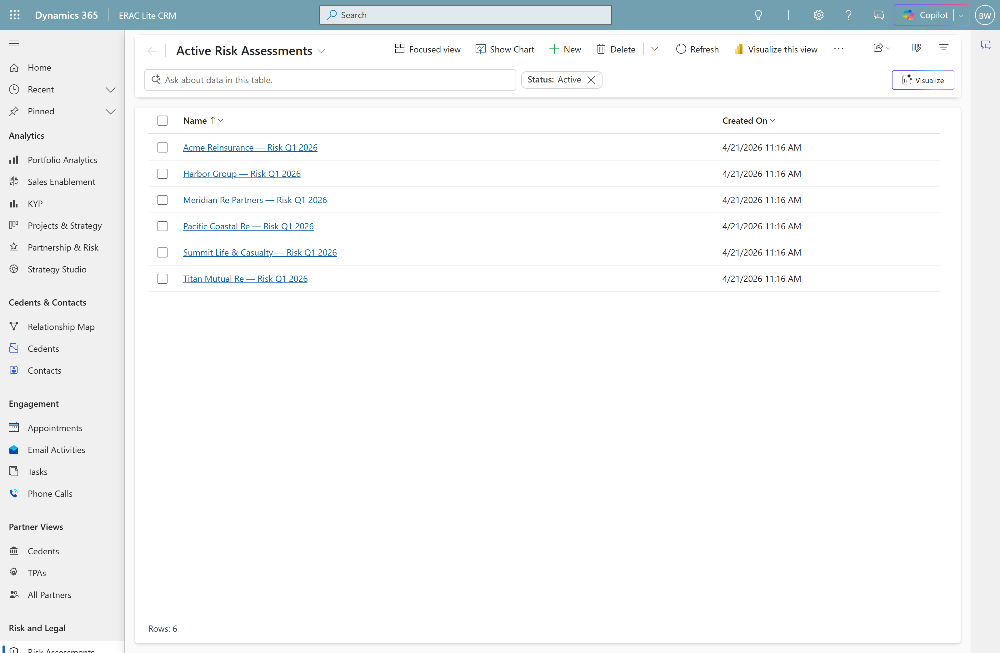 Dynamics 365
ERAC Lite CRM
Search
Copilot
BW
Home
Recent
Pinned
Analytics
Portfolio Analytics
Sales Enablement
KYP
Projects & Strategy
Partnership & Risk
Strategy Studio
Cedents & Contacts
Relationship Map
Cedents
Contacts
Engagement
Appointments
Email Activities
Tasks
Phone Calls
Partner Views
Cedents
TPAs
All Partners
Risk and Legal
Risk Assessments
Active Risk Assessments
Focused view
Show Chart
New
Delete
Refresh
Visualize this view
Ask about data in this table.
Status: Active
Visualize
Name Created On
Acme Reinsurance — Risk Q1 2026 4/21/2026 11:16 AM
Harbor Group — Risk Q1 2026 4/21/2026 11:16 AM
Meridian Re Partners — Risk Q1 2026 4/21/2026 11:16 AM
Pacific Coastal Re — Risk Q1 2026 4/21/2026 11:16 AM
Summit Life & Casualty — Risk Q1 2026 4/21/2026 11:16 AM
Titan Mutual Re — Risk Q1 2026 4/21/2026 11:16 AM
Rows: 6